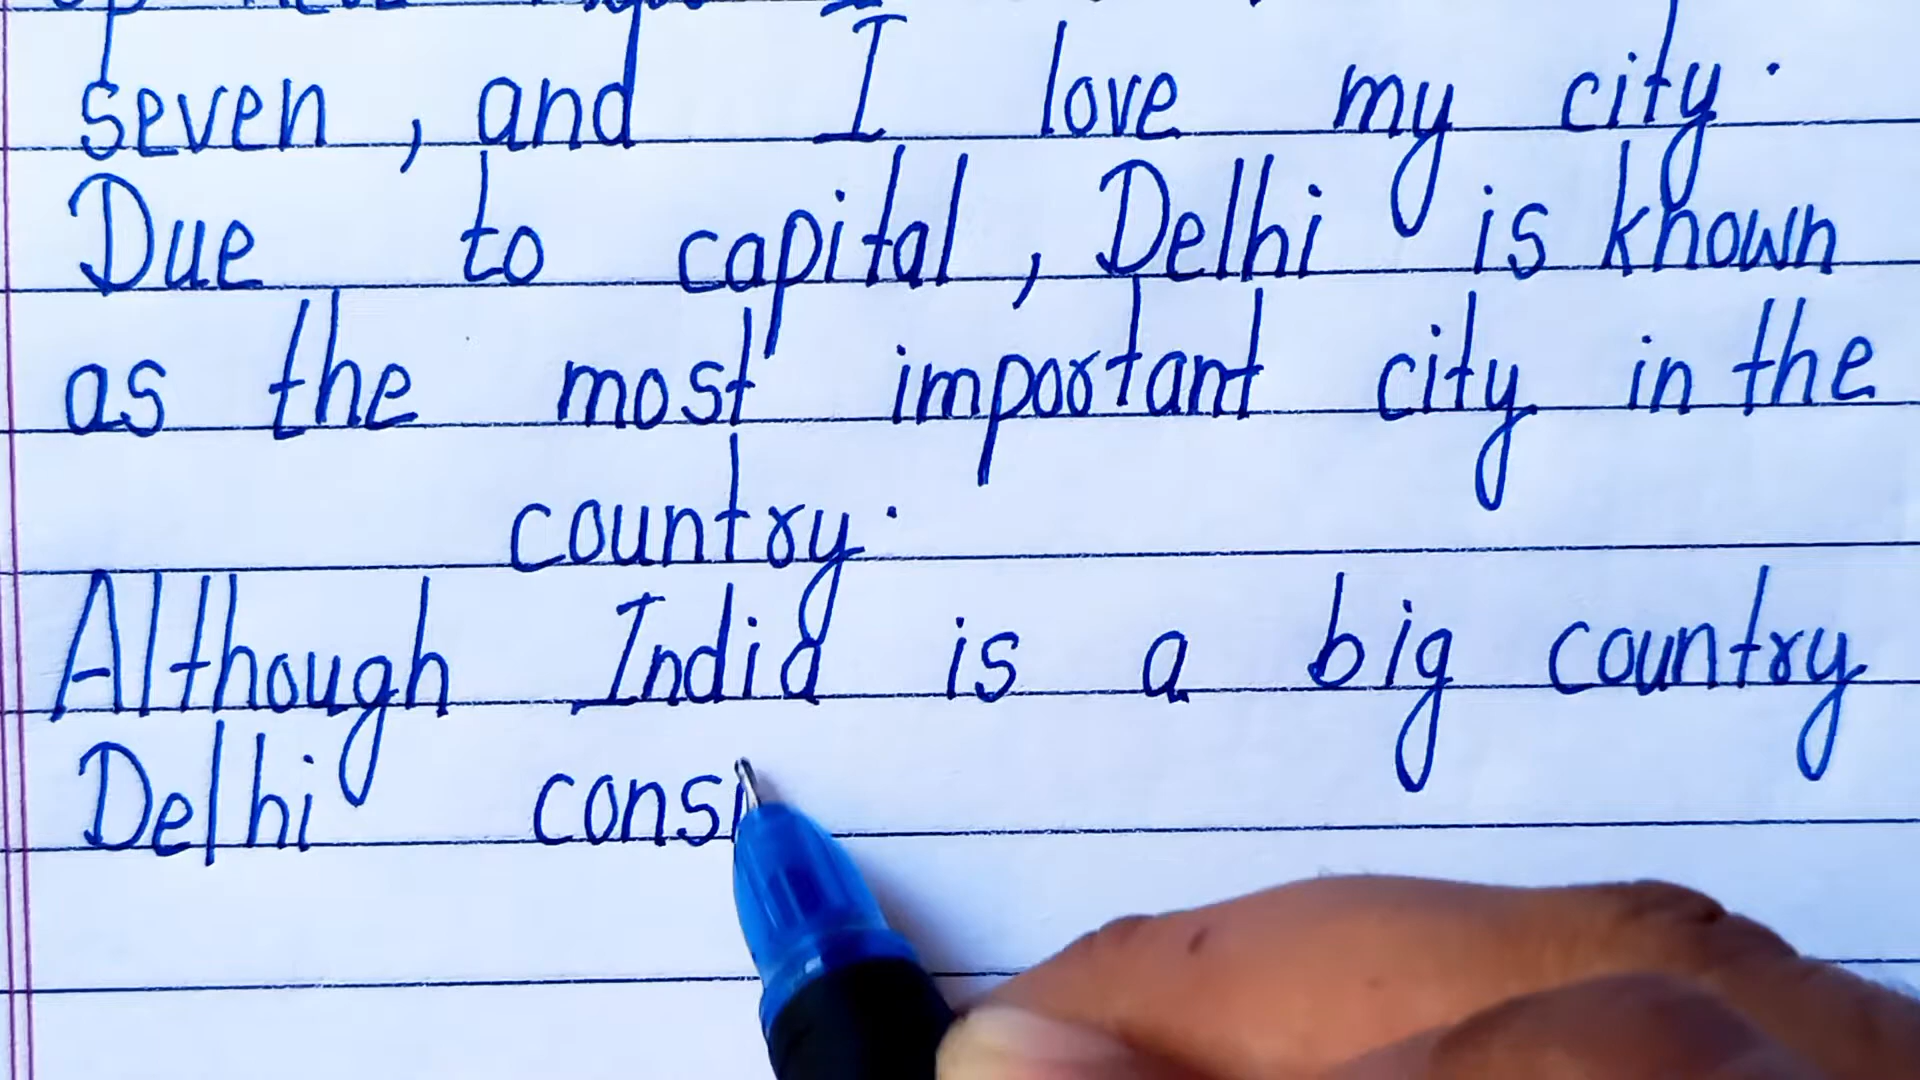 seven, and I love my city.
Due to capital, Delhi is known
as the most important city in the
country.
Although India is a big country
Delhi consi